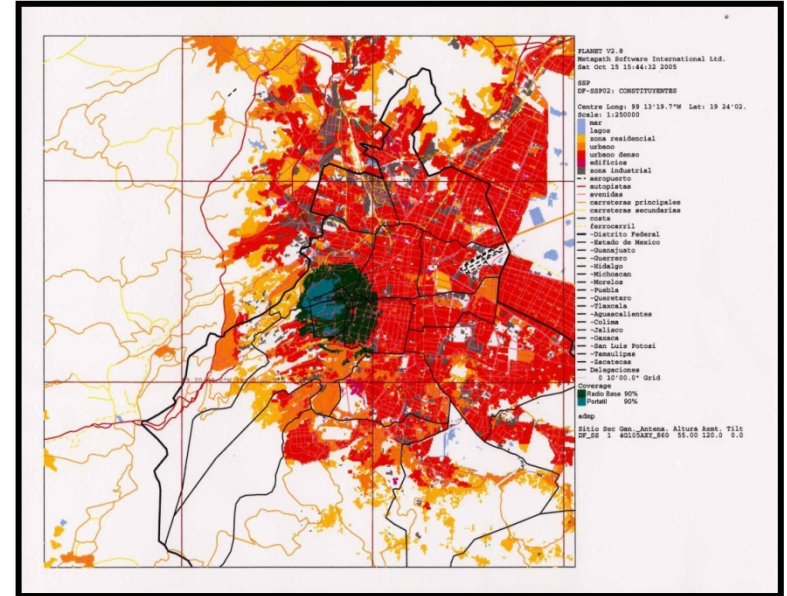 PLANET V2.8
Metapath Software International Ltd.
Sat Oct 15 15:44:32 2005
SSP
DF-SSP02: CONSTITUYENTES
Centre Long: 99 13'19.7"W Lat: 19 24'02.
Scale: 1:250000
mar
lagos
zona residencial
urbano
urbano denso
edificios
zona industrial
aeropuerto
autopistas
avenidas
carreteras principales
carreteras secundarias
costa
ferrocarril
-Distrito Federal
-Estado de Mexico
-Guanajuato
-Guerrero
-Hidalgo
-Michoacan
-Morelos
-Puebla
-Queretaro
-Tlaxcala
-Aguascalientes
-Colima
-Jalisco
-Oaxaca
-San Luis Potosi
-Tamaulipas
-Zacatecas
Delegaciones
0 10'00.0" Grid
Coverage
Radio Base 90%
Portatil 90%
Sitio Sec Gan._Antena. Altura Azmt. Tilt
DF_SS 1 55.00 120.0 0.0